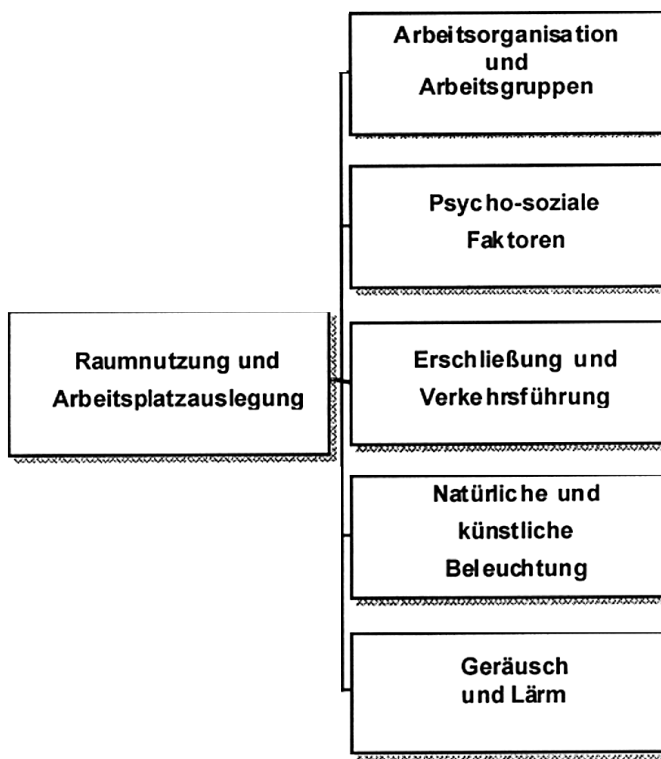 Arbeitsorganisation
und
Arbeitsgruppen
Psycho-soziale
Faktoren
Raumnutzung und
Arbeitsplatzauslegung
Erschließung und
Verkehrsführung
Natürliche und
künstliche
Beleuchtung
Geräusch
und Lärm